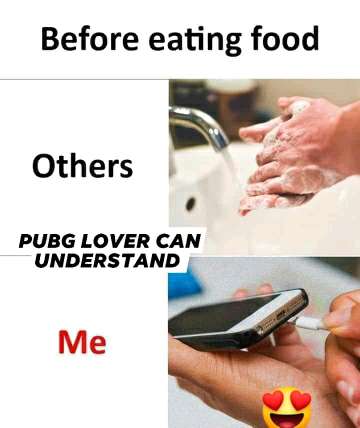 Before eating food
Others
PUBG LOVER CAN
UNDERSTAND
Me